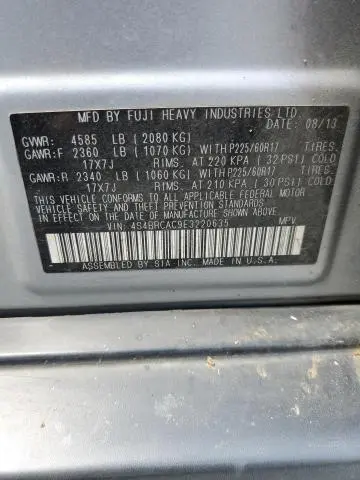 MFD. BY FUJI HEAVY INDUSTRIES LTD.
DATE: 08/13
GVWR: 4585 LB (2080 KG)
GAWR:F 2360 LB (1070 KG) WITH P225/60R17 TIRES.
17X7J RIMS. AT 220 KPA (32 PSI) COLD
GAWR:R 2340 LB (1060 KG) WITH P225/60R17 TIRES.
17X7J RIMS. AT 210 KPA (30 PSI) COLD
THIS VEHICLE CONFORMS TO ALL APPLICABLE FEDERAL MOTOR
VEHICLE SAFETY AND THEFT PREVENTION STANDARDS IN
EFFECT ON THE DATE OF MANUFACTURE SHOWN ABOVE.
VIN: 4S4BRCAC9E3220635 MPV
ASSEMBLED BY SIA INC. MADE IN U.S.A.